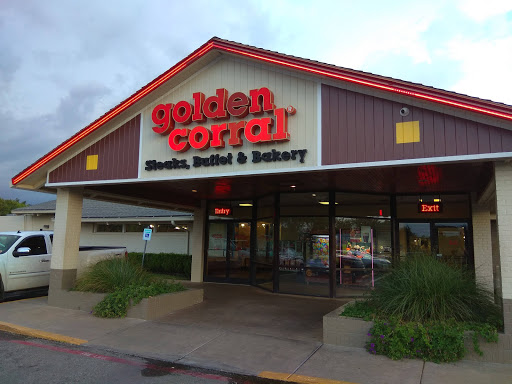 golden
corral®
Steaks, Buffet & Bakery
Entry
Exit